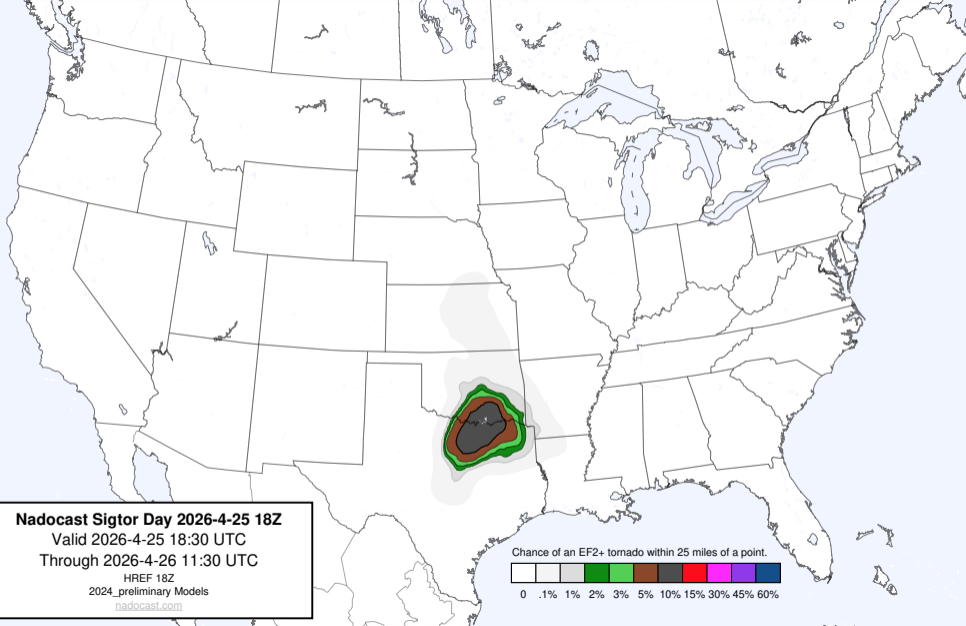 Nadocast Sigtor Day 2026-4-25 18Z
Valid 2026-4-25 18:30 UTC
Through 2026-4-26 11:30 UTC
HREF 18Z
2024_preliminary Models
nadocast.com
Chance of an EF2+ tornado within 25 miles of a point.
0 .1% 1% 2% 3% 5% 10% 15% 30% 45% 60%